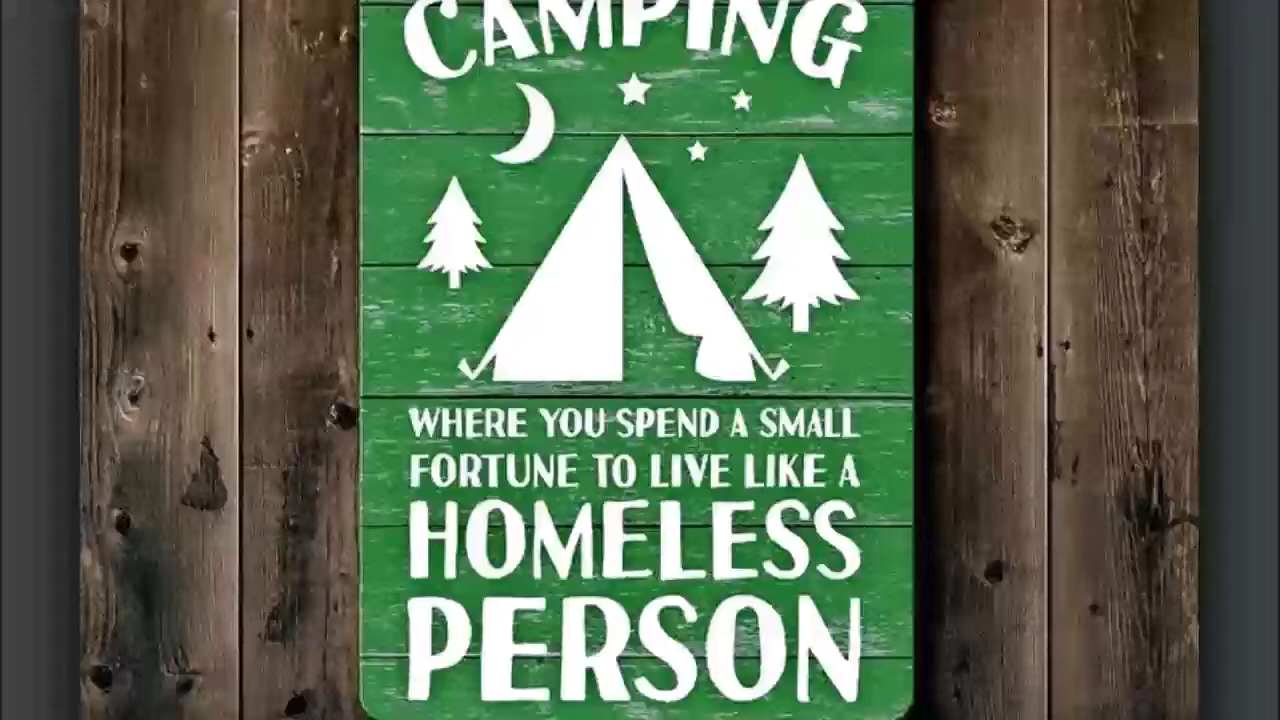 CAMPING
WHERE YOU SPEND A SMALL
FORTUNE TO LIVE LIKE A
HOMELESS
PERSON